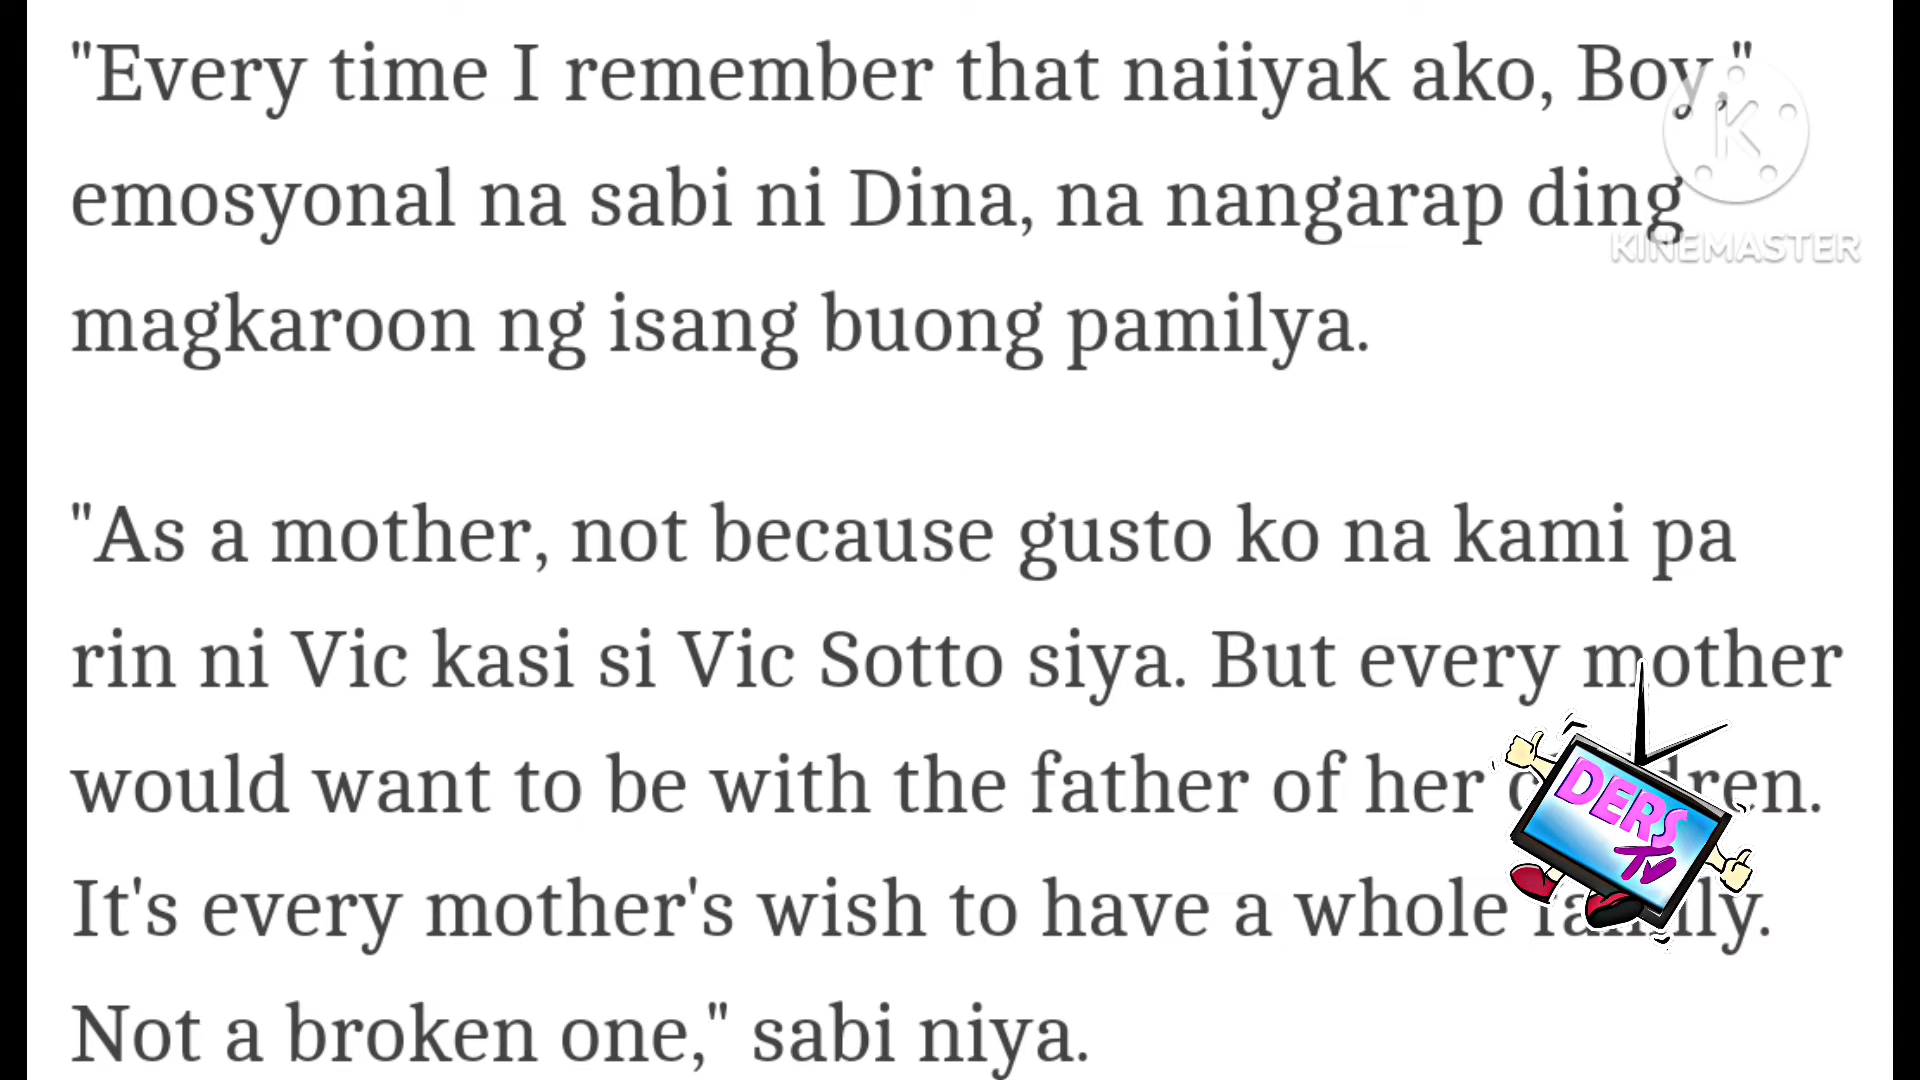 "Every time I remember that naiiyak ako, Boy,"
emosyonal na sabi ni Dina, na nangarap ding
KINEMASTER
magkaroon ng isang buong pamilya.
"As a mother, not because gusto ko na kami pa
rin ni Vic kasi si Vic Sotto siya. But every mother
would want to be with the father of her children.
DERS
TV
It's every mother's wish to have a whole family.
Not a broken one," sabi niya.